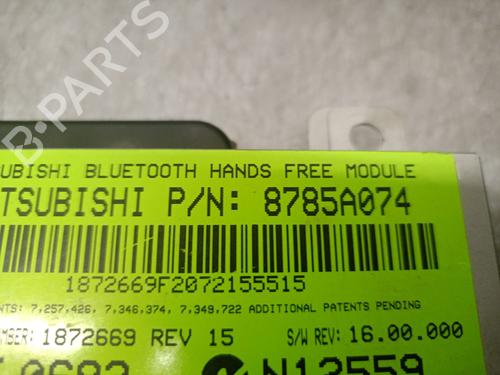 B-PARTS
UBISHI BLUETOOTH HANDS FREE MODULE
TSUBISHI P/N: 8785A074
1872669F2072155515
NTS: 7,257,426, 7,346,374, 7,349,722 ADDITIONAL PATENTS PENDING
MBER: 1872669 REV 15 S/W REV: 16.00.000
N12559